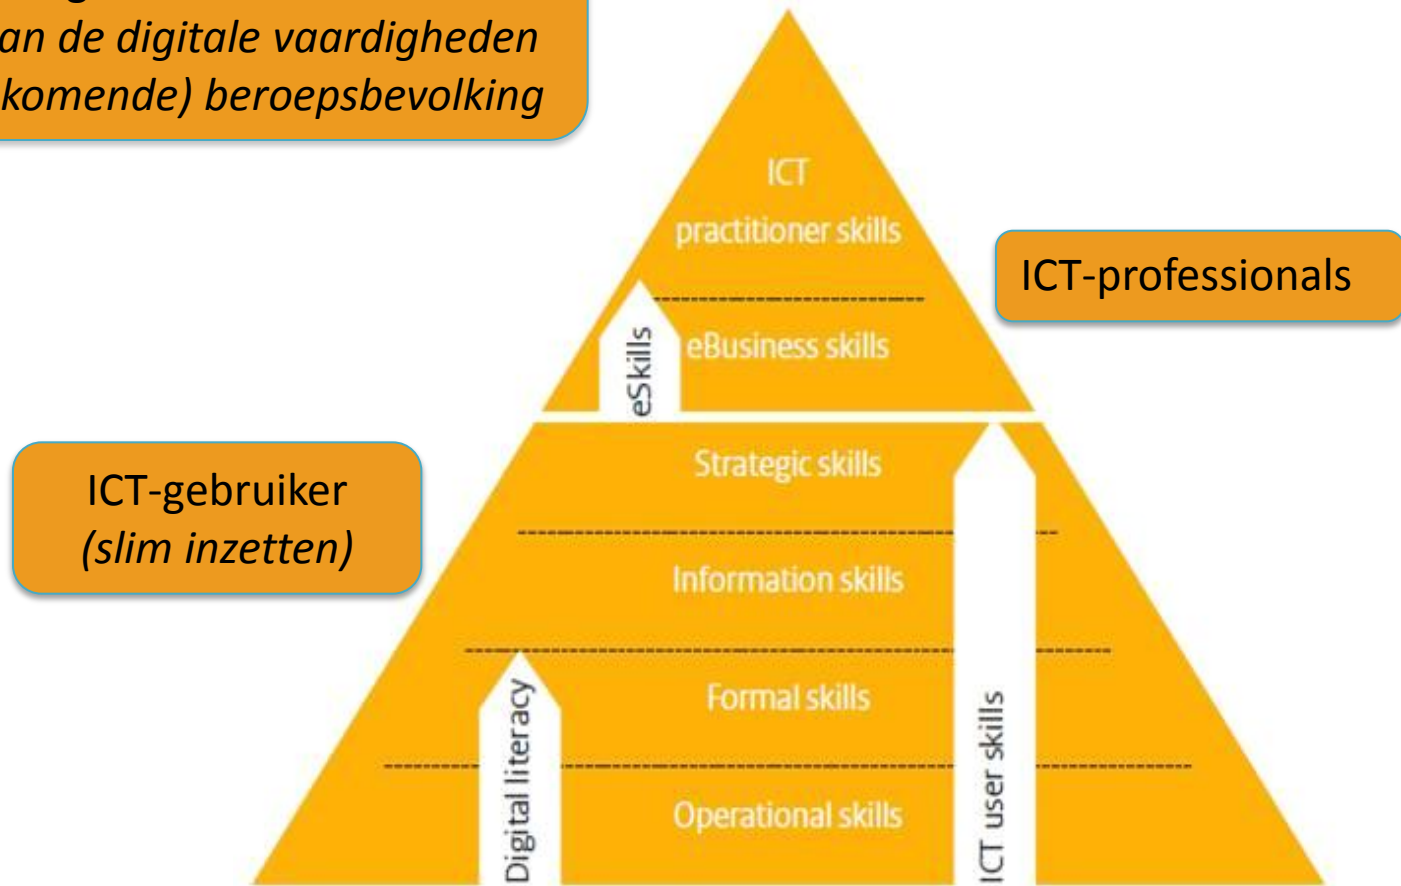 an de digitale vaardigheden
komende) beroepsbevolking
ICT
practitioner skills
ICT-professionals
eSkills
eBusiness skills
Strategic skills
ICT-gebruiker
(slim inzetten)
Information skills
Formal skills
Digital literacy
ICT user skills
Operational skills